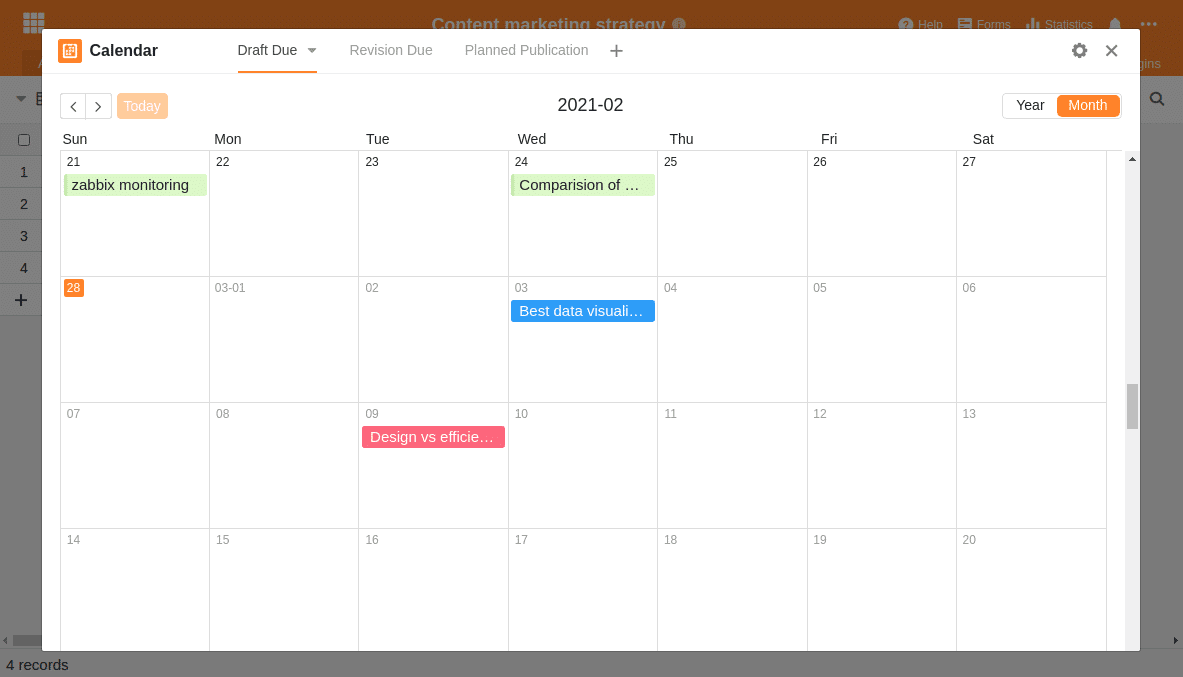 Content marketing strategy
Help
Forms
Statistics
Calendar
Draft Due
Revision Due
Planned Publication
Today
2021-02
Year
Month
Sun Mon Tue Wed Thu Fri Sat
21 22 23 24 25 26 27
zabbix monitoring
Comparision of …
28 03-01 02 03 04 05 06
Best data visuali…
07 08 09 10 11 12 13
Design vs efficie…
14 15 16 17 18 19 20
1
2
3
4
4 records